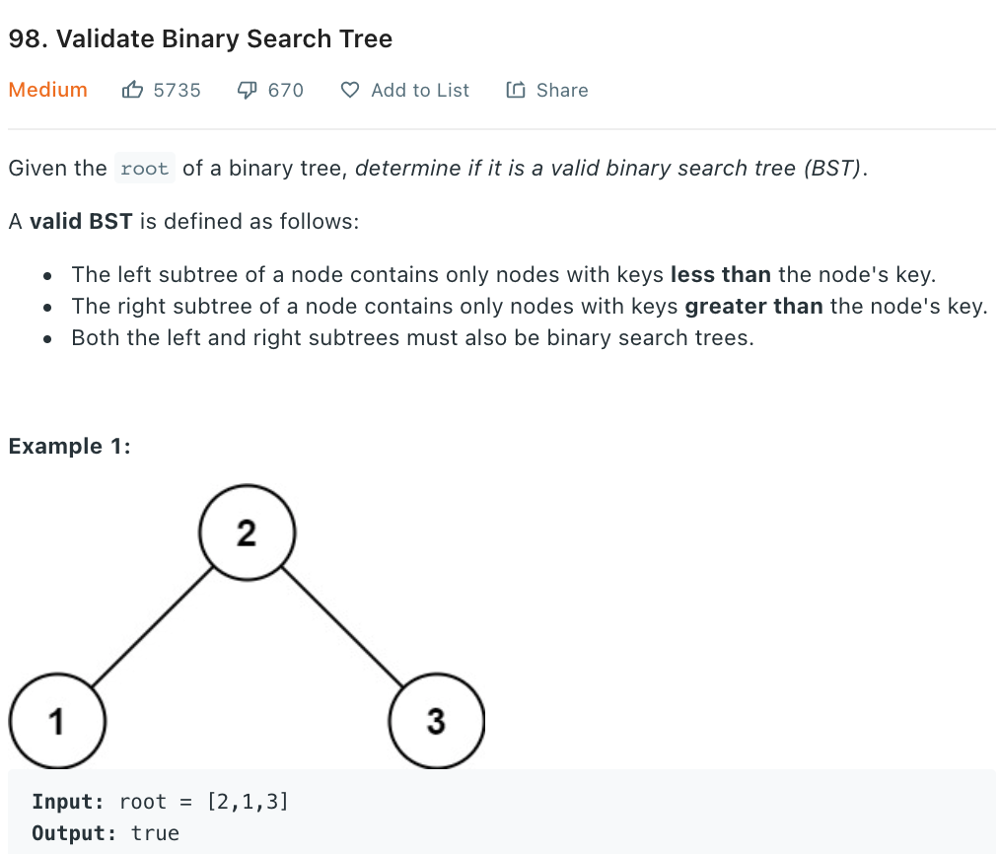 98. Validate Binary Search Tree
Medium 5735 670 Add to List Share
Given the root of a binary tree, determine if it is a valid binary search tree (BST).
A valid BST is defined as follows:
• The left subtree of a node contains only nodes with keys less than the node's key.
• The right subtree of a node contains only nodes with keys greater than the node's key.
• Both the left and right subtrees must also be binary search trees.
Example 1:
2
1 3
Input: root = [2,1,3]
Output: true